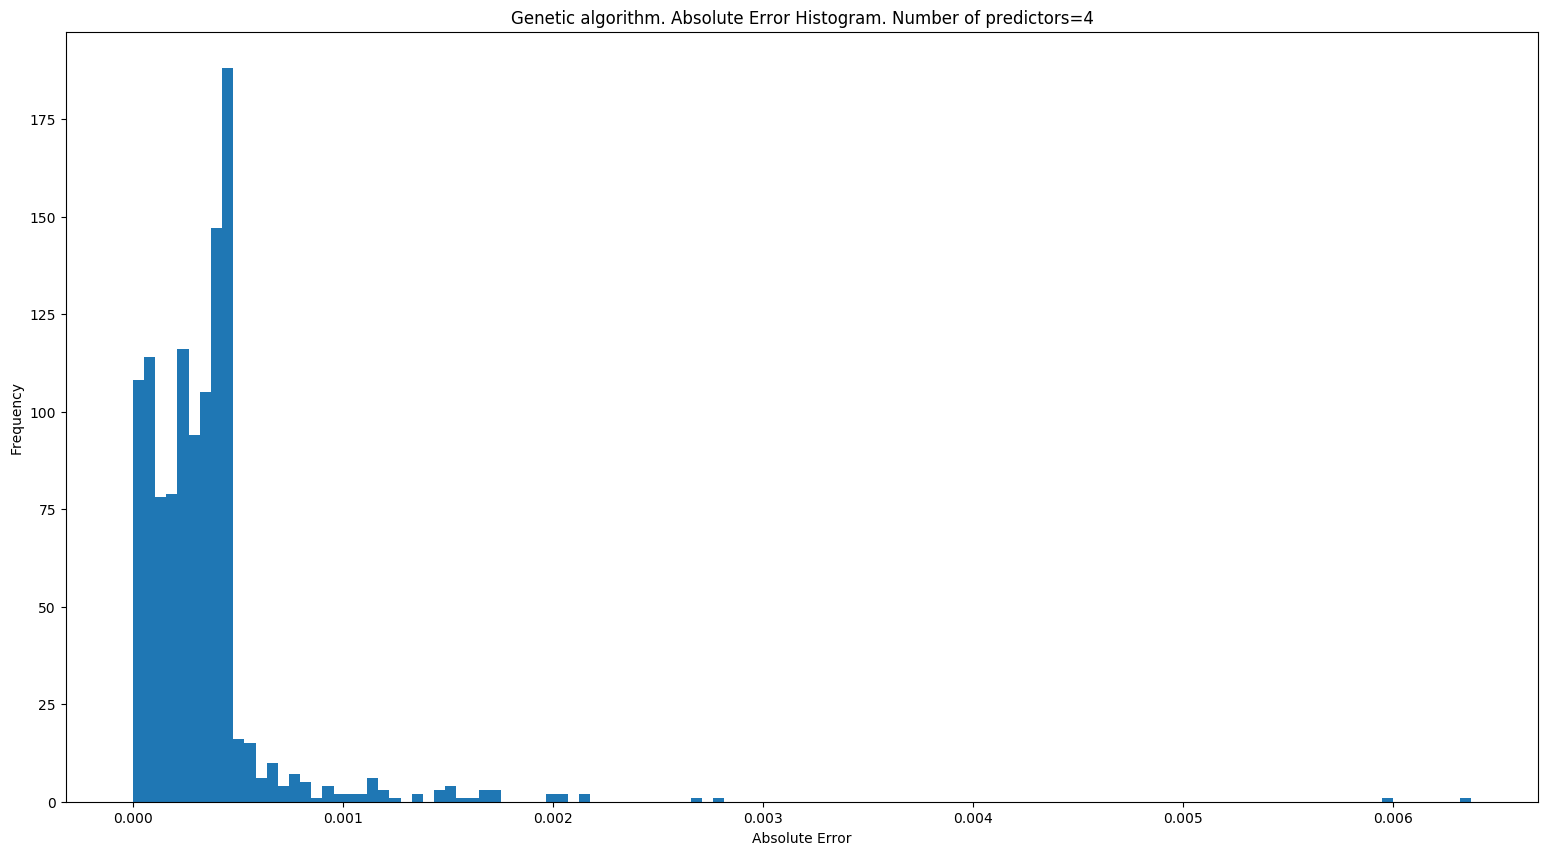 Genetic algorithm. Absolute Error Histogram. Number of predictors=4
175
150
125
100
75
50
25
0
Frequency
0.000 0.001 0.002 0.003 0.004 0.005 0.006
Absolute Error